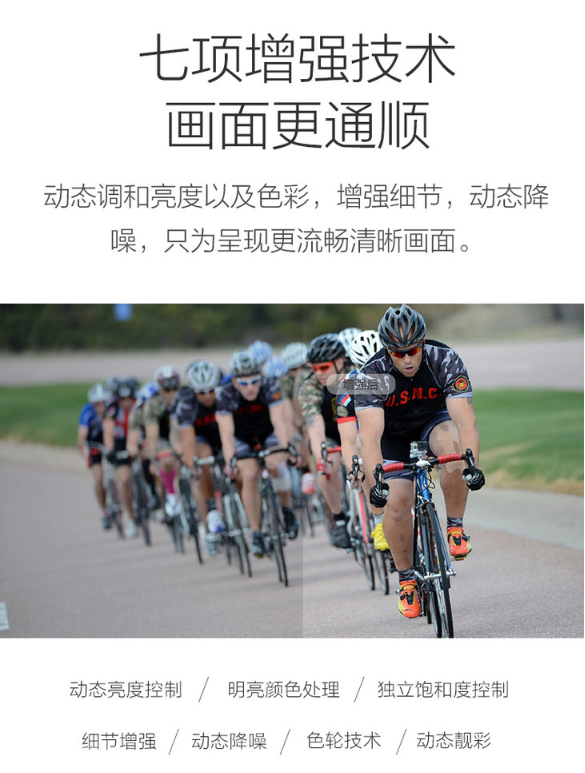 七项增强技术
画面更通顺
动态调和亮度以及色彩，增强细节，动态降
噪，只为呈现更流畅清晰画面。
增强后
U.S.M.C.
动态亮度控制 / 明亮颜色处理 / 独立饱和度控制
细节增强 / 动态降噪 / 色轮技术 / 动态靓彩